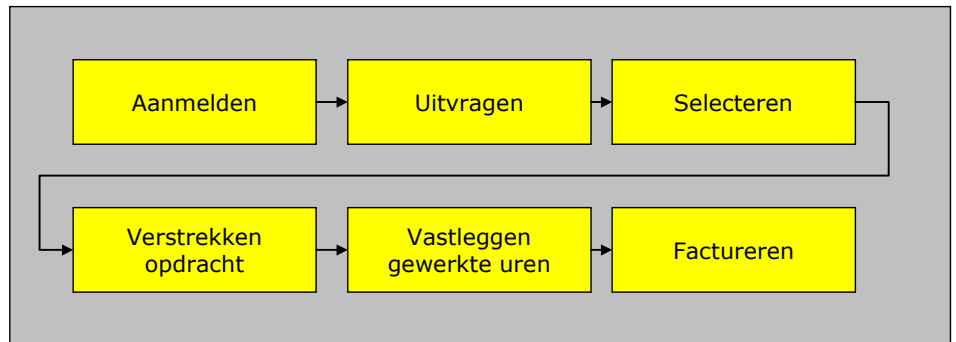 Aanmelden
Uitvragen
Selecteren
Verstrekken
opdracht
Vastleggen
gewerkte uren
Factureren